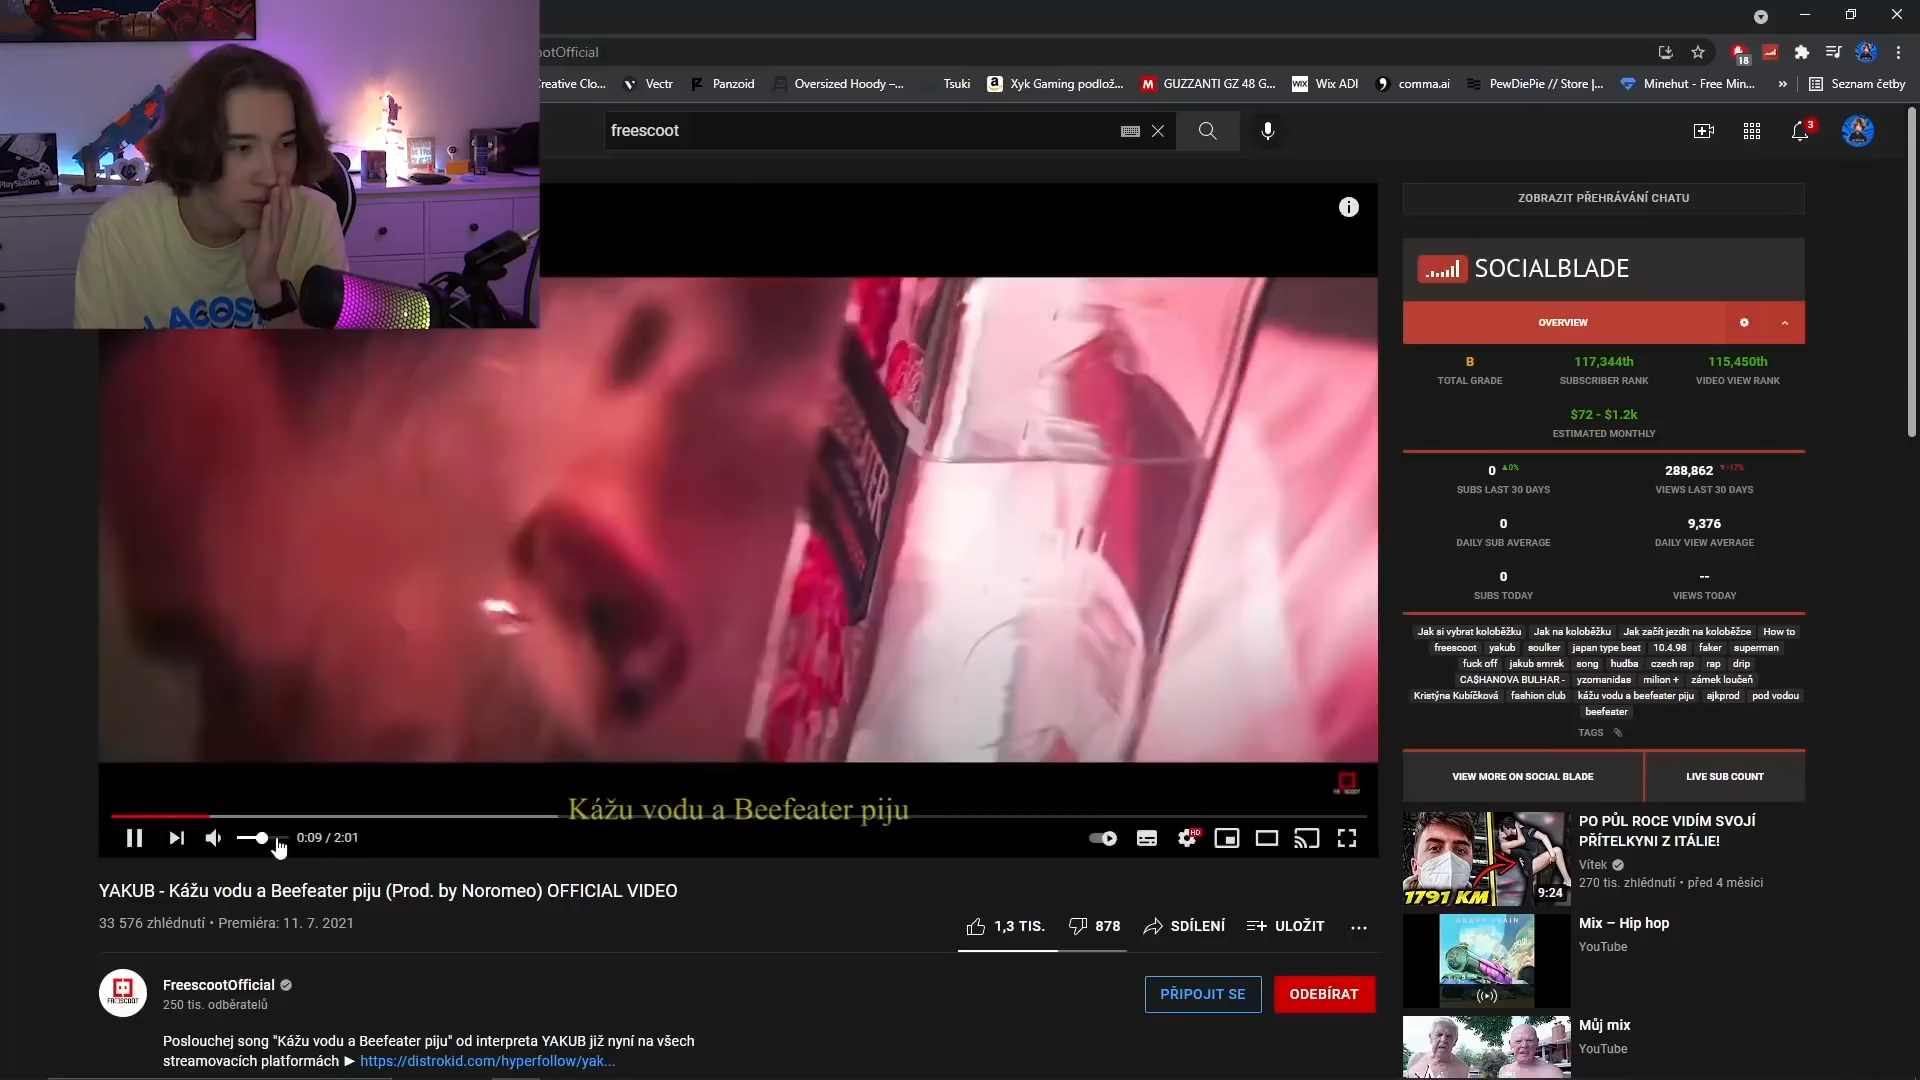 ootOfficial
18
Creative Clo...
Vectr
Panzoid
Oversized Hoody –...
Tsuki
Xyk Gaming podlož...
GUZZANTI GZ 48 G...
Wix ADI
comma.ai
PewDiePie // Store |...
Minehut - Free Min...
»
Seznam četby
freescoot
3
PlayStation
LACOS
ZOBRAZIT PŘEHRÁVÁNÍ CHATU
SOCIALBLADE
OVERVIEW
B
117,344th
115,450th
TOTAL GRADE
SUBSCRIBER RANK
VIDEO VIEW RANK
$72 - $1.2k
ESTIMATED MONTHLY
0 ▲0%
288,862 ▼-17%
SUBS LAST 30 DAYS
VIEWS LAST 30 DAYS
0
9,376
DAILY SUB AVERAGE
DAILY VIEW AVERAGE
0
--
SUBS TODAY
VIEWS TODAY
Jak si vybrat koloběžku Jak na koloběžku Jak začít jezdit na koloběžce How to
freescoot yakub soulker japan type beat 10.4.98 faker superman
fuck off jakub smrek song hudba czech rap rap drip
CA$HANOVA BULHAR - yzomanidas milion + zámek loučeň
Kristýna Kubíčková fashion club kážu vodu a beefeater piju ajkprod pod vodou
beefeater
TAGS
VIEW MORE ON SOCIAL BLADE
LIVE SUB COUNT
Kážu vodu a Beefeater piju
0:09 / 2:01
HD
YAKUB - Kážu vodu a Beefeater piju (Prod. by Noromeo) OFFICIAL VIDEO
33 576 zhlédnutí • Premiéra: 11. 7. 2021
1,3 TIS.
878
SDÍLENÍ
ULOŽIT
FreescootOfficial
250 tis. odběratelů
PŘIPOJIT SE
ODEBÍRAT
Poslouchej song "Kážu vodu a Beefeater piju" od interpreta YAKUB již nyní na všech
streamovacích platformách ► https://distrokid.com/hyperfollow/yak...
1791 KM
9:24
PO PŮL ROCE VIDÍM SVOJÍ
PŘÍTELKYNI Z ITÁLIE!
Vítek
270 tis. zhlédnutí • před 4 měsíci
Mix – Hip hop
YouTube
Můj mix
YouTube